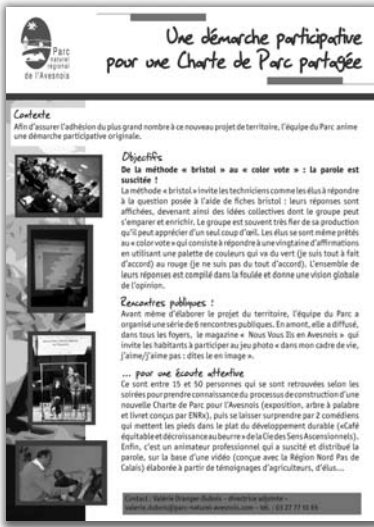 Parc
naturel
régional
de l'Avesnois
Une démarche participative
pour une Charte de Parc partagée
Contexte
Afin d'assurer l'adhésion du plus grand nombre à ce nouveau projet de territoire, l'équipe du Parc anime
une démarche participative originale.
Objectifs
De la méthode « bristol » au « color vote » : la parole est
suscitée !
La méthode « bristol » invite les techniciens comme les élus à répondre
à la question posée à l'aide de fiches bristol : leurs réponses sont
affichées, devenant ainsi des idées collectives dont le groupe peut
s'emparer et enrichir. Le groupe est souvent très fier de sa production
qu'il peut apprécier d'un seul coup d'œil. Les élus se sont même prêtés
au « color vote » qui consiste à répondre à une vingtaine d'affirmations
en utilisant une palette de couleurs qui va du vert (je suis tout à fait
d'accord) au rouge (je ne suis pas du tout d'accord). L'ensemble de
leurs réponses est compilé dans la foulée et donne une vision globale
de l'opinion.
Rencontres publiques !
Avant même d'élaborer le projet du territoire, l'équipe du Parc a
organisé une série de 6 rencontres publiques. En amont, elle a diffusé,
dans tous les foyers, le magazine « Nous Vous Ils en Avesnois » qui
invite les habitants à participer au jeu photo « dans mon cadre de vie,
j'aime/j'aime pas : dites le en image ».
... pour une écoute attentive
Ce sont entre 15 et 50 personnes qui se sont retrouvées selon les
soirées pour prendre connaissance du processus de construction d'une
nouvelle Charte de Parc pour l'Avesnois (exposition, arbre à palabre
et livret conçus par ENRx), puis se laisser surprendre par 2 comédiens
qui mettent les pieds dans le plat du développement durable («Café
équitable et décroissance au beurre » de la Cie des Sens Ascensionnels).
Enfin, c'est un animateur professionnel qui a suscité et distribué la
parole, sur la base d'une vidéo (conçue avec la Région Nord Pas de
Calais) élaborée à partir de témoignages d'agriculteurs, d'élus...
Contact : Valérie Dranger-Dubois – directrice adjointe –
valerie.dubois@parc-naturel-avesnois.com – tél. : 03 27 77